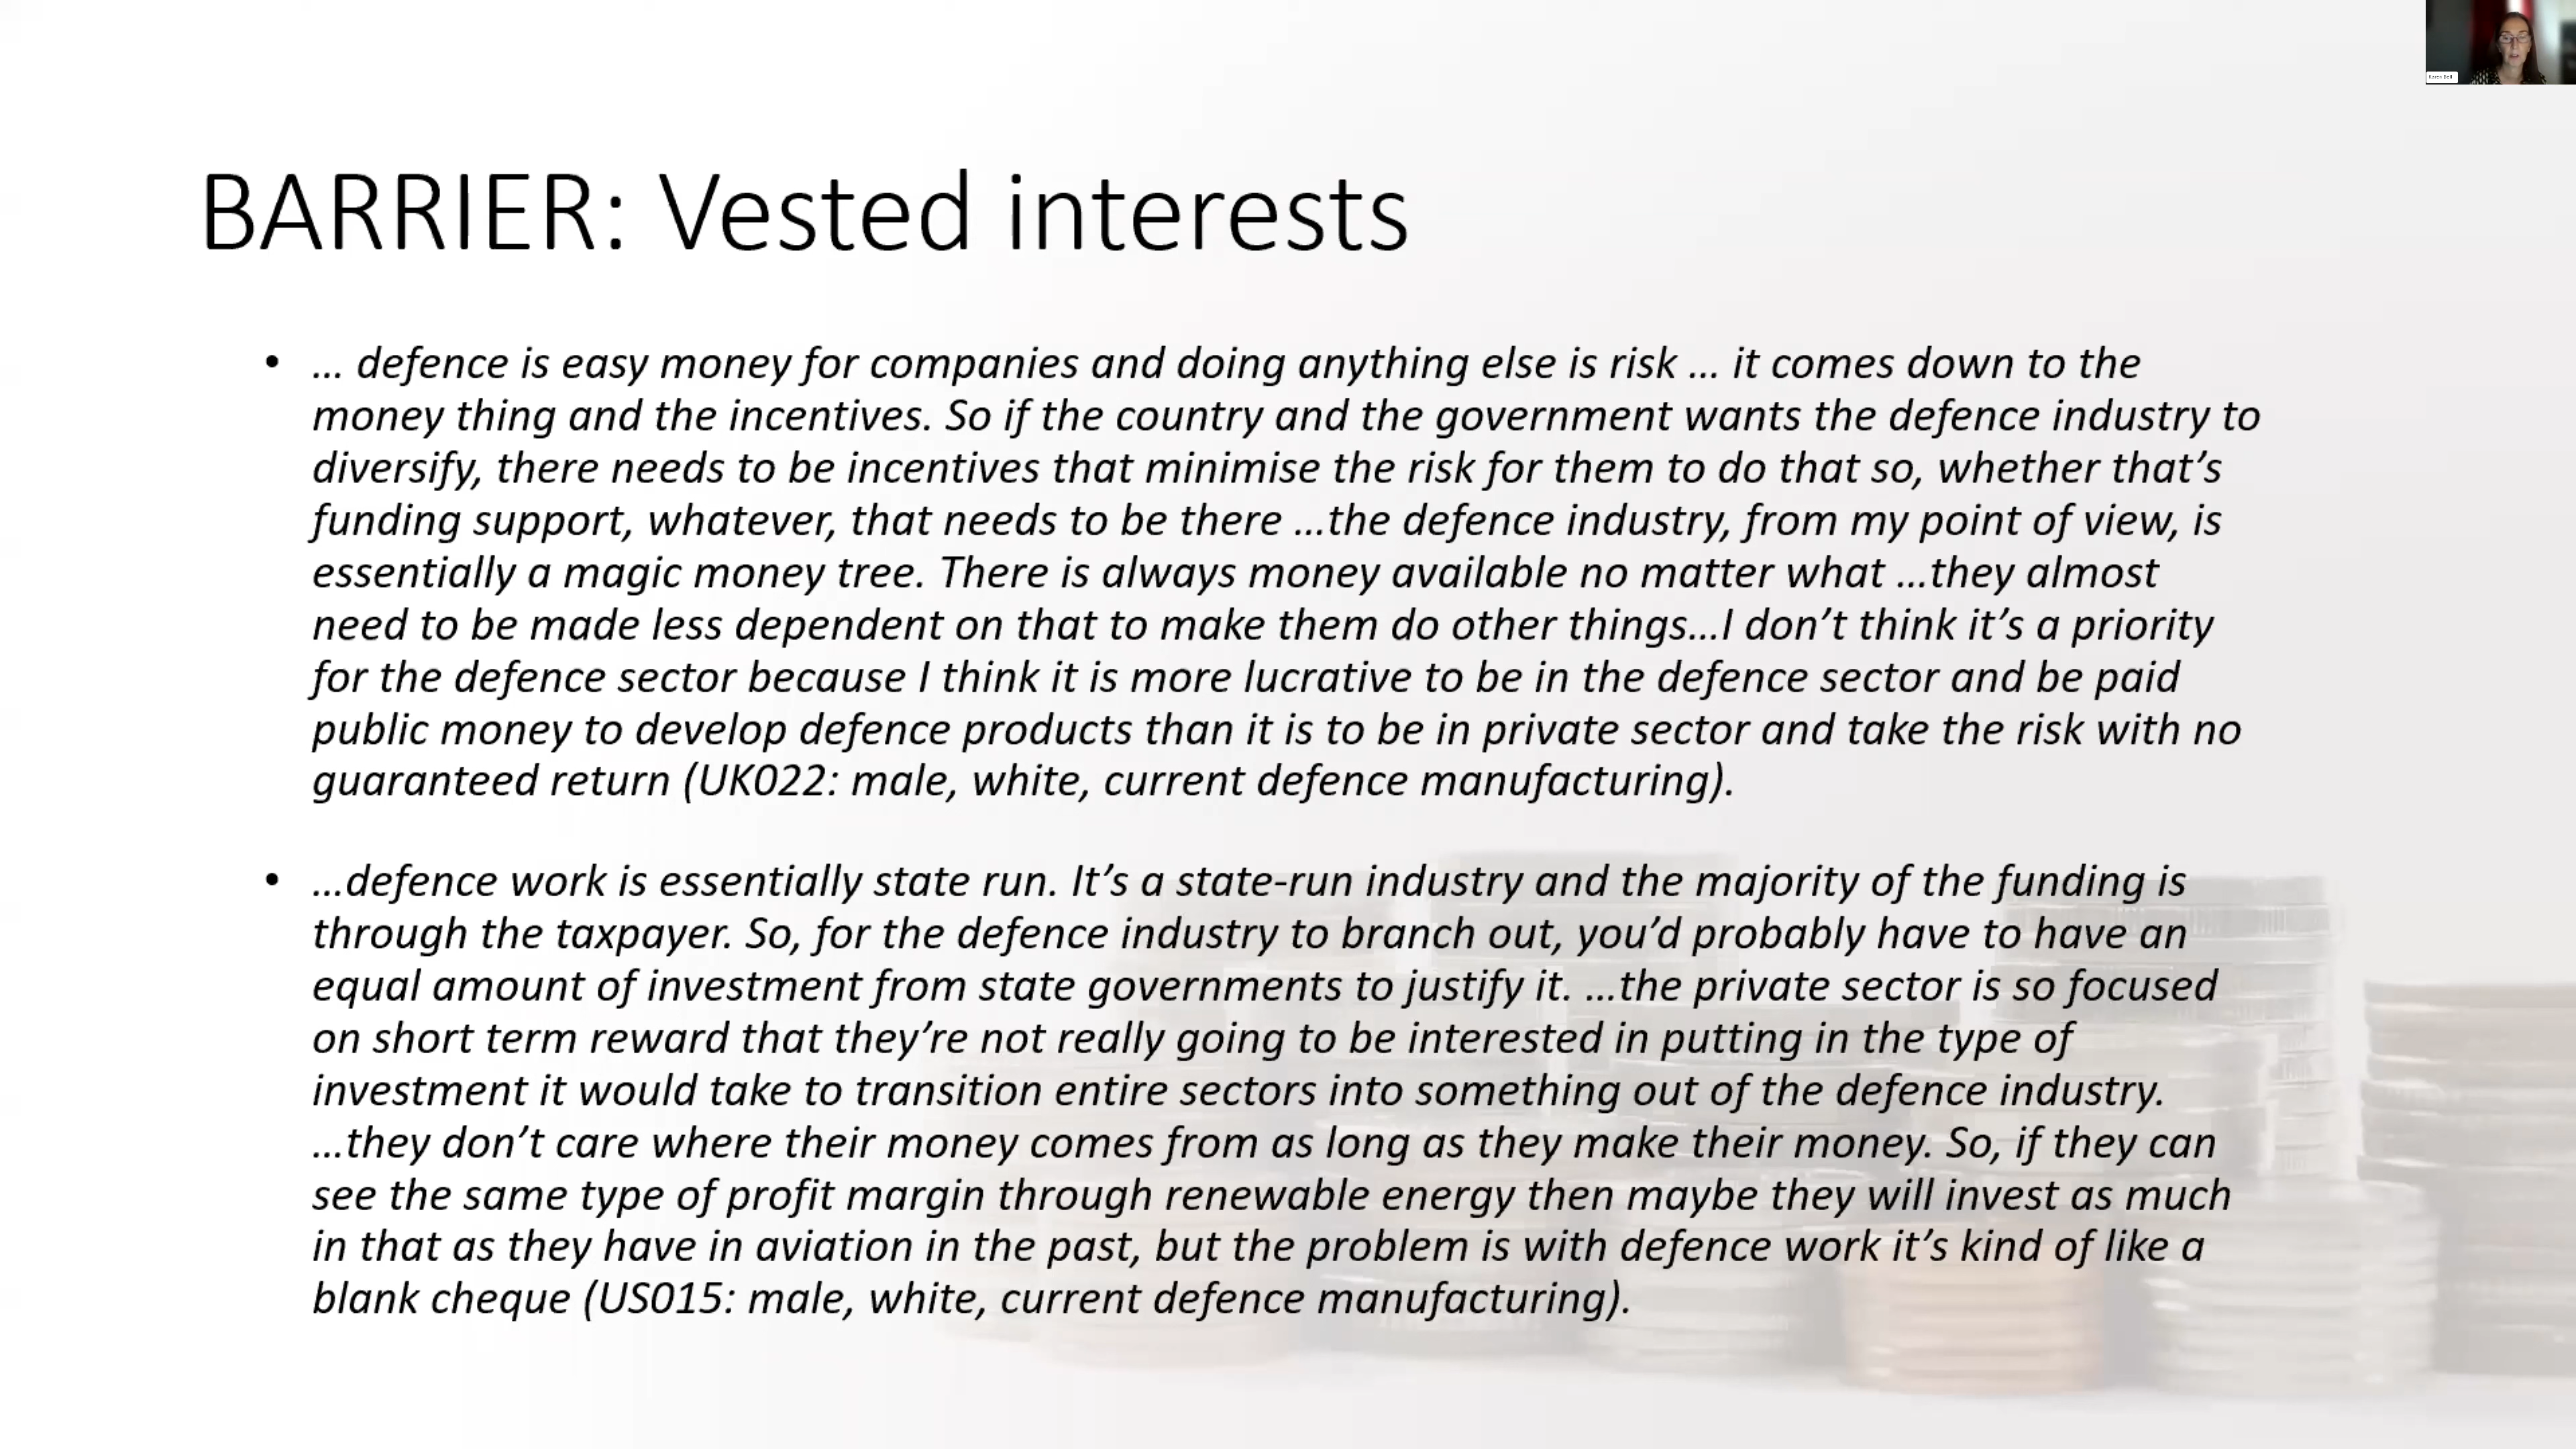 BARRIER: Vested interests
• … defence is easy money for companies and doing anything else is risk … it comes down to the
money thing and the incentives. So if the country and the government wants the defence industry to
diversify, there needs to be incentives that minimise the risk for them to do that so, whether that’s
funding support, whatever, that needs to be there …the defence industry, from my point of view, is
essentially a magic money tree. There is always money available no matter what …they almost
need to be made less dependent on that to make them do other things…I don’t think it’s a priority
for the defence sector because I think it is more lucrative to be in the defence sector and be paid
public money to develop defence products than it is to be in private sector and take the risk with no
guaranteed return (UK022: male, white, current defence manufacturing).
• …defence work is essentially state run. It’s a state-run industry and the majority of the funding is
through the taxpayer. So, for the defence industry to branch out, you’d probably have to have an
equal amount of investment from state governments to justify it. …the private sector is so focused
on short term reward that they’re not really going to be interested in putting in the type of
investment it would take to transition entire sectors into something out of the defence industry.
…they don’t care where their money comes from as long as they make their money. So, if they can
see the same type of profit margin through renewable energy then maybe they will invest as much
in that as they have in aviation in the past, but the problem is with defence work it’s kind of like a
blank cheque (US015: male, white, current defence manufacturing).